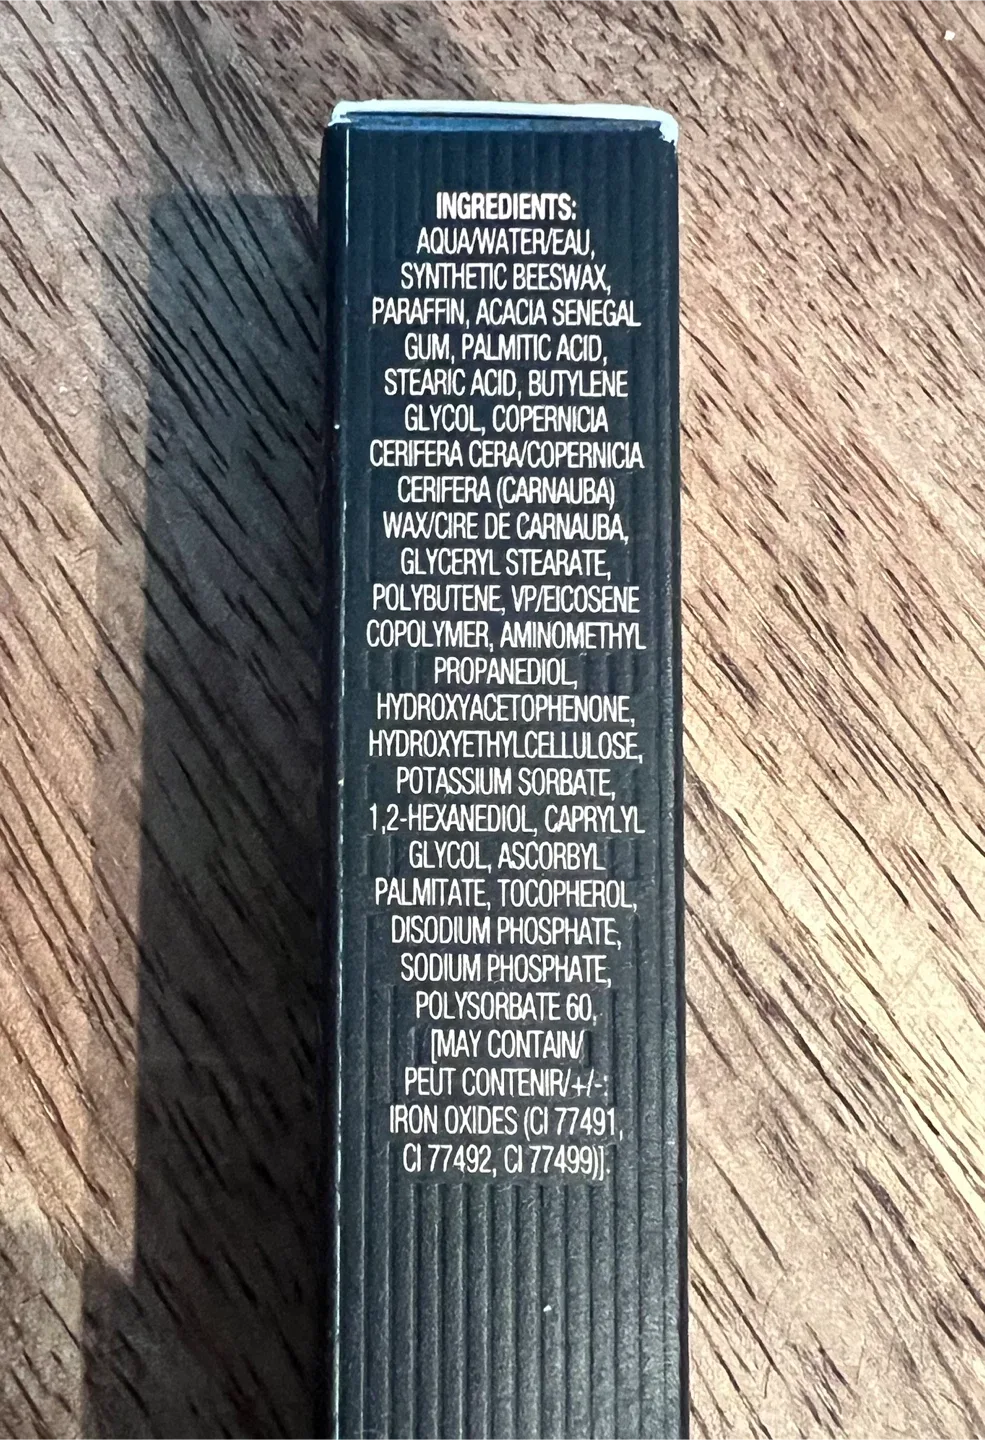 INGREDIENTS:
AQUA/WATER/EAU,
SYNTHETIC BEESWAX,
PARAFFIN, ACACIA SENEGAL
GUM, PALMITIC ACID,
STEARIC ACID, BUTYLENE
GLYCOL, COPERNICIA
CERIFERA CERA/COPERNICIA
CERIFERA (CARNAUBA)
WAX/CIRE DE CARNAUBA,
GLYCERYL STEARATE,
POLYBUTENE, VP/EICOSENE
COPOLYMER, AMINOMETHYL
PROPANEDIOL,
HYDROXYACETOPHENONE,
HYDROXYETHYLCELLULOSE,
POTASSIUM SORBATE,
1,2-HEXANEDIOL, CAPRYLYL
GLYCOL, ASCORBYL
PALMITATE, TOCOPHEROL,
DISODIUM PHOSPHATE,
SODIUM PHOSPHATE,
POLYSORBATE 60,
[MAY CONTAIN/
PEUT CONTENIR/+/-:
IRON OXIDES (CI 77491,
CI 77492, CI 77499)].